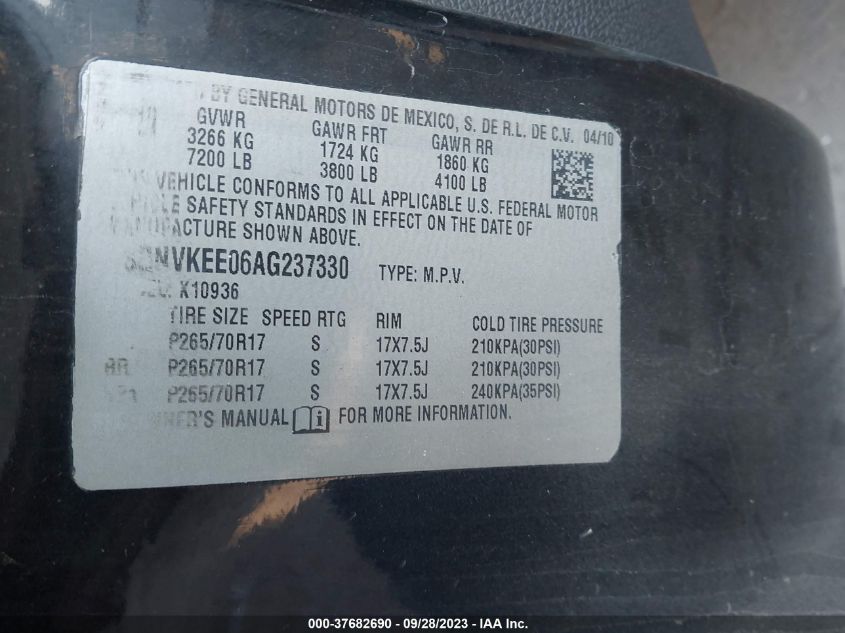 BY GENERAL MOTORS DE MEXICO, S. DE R.L. DE C.V. 04/10
GVWR GAWR FRT GAWR RR
3266 KG 1724 KG 1860 KG
7200 LB 3800 LB 4100 LB
VEHICLE CONFORMS TO ALL APPLICABLE U.S. FEDERAL MOTOR
SAFETY STANDARDS IN EFFECT ON THE DATE OF
MANUFACTURE SHOWN ABOVE.
NVKEE06AG237330 TYPE: M.P.V.
X10936
TIRE SIZE SPEED RTG RIM COLD TIRE PRESSURE
P265/70R17 S 17X7.5J 210KPA(30PSI)
RR P265/70R17 S 17X7.5J 210KPA(30PSI)
P265/70R17 S 17X7.5J 240KPA(35PSI)
OWNER'S MANUAL FOR MORE INFORMATION.
000-37682690 - 09/28/2023 - IAA Inc.